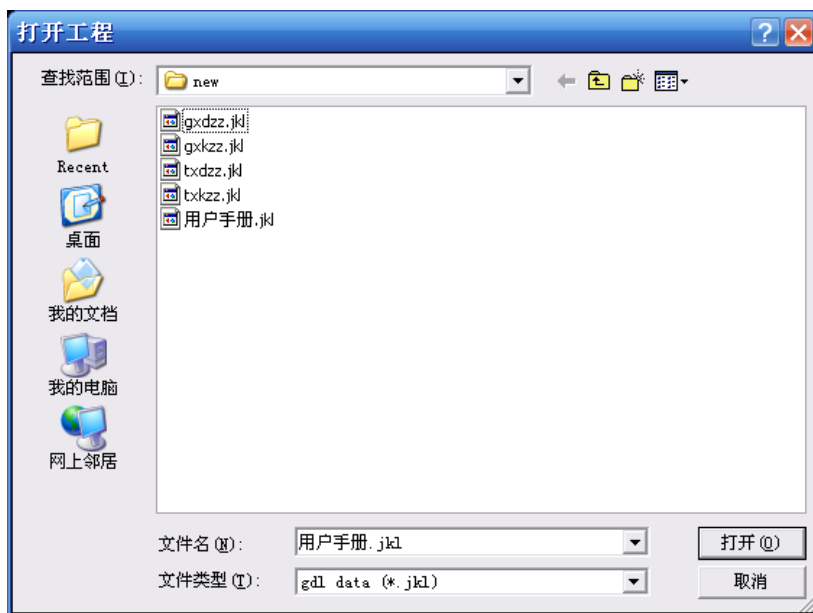 打开工程
查找范围(I): new
gxdzz.jkl
gxkzz.jkl
txdzz.jkl
txkzz.jkl
用户手册.jkl
Recent
桌面
我的文档
我的电脑
网上邻居
文件名(N): 用户手册.jkl 打开(O)
文件类型(T): gdl data (*.jkl) 取消